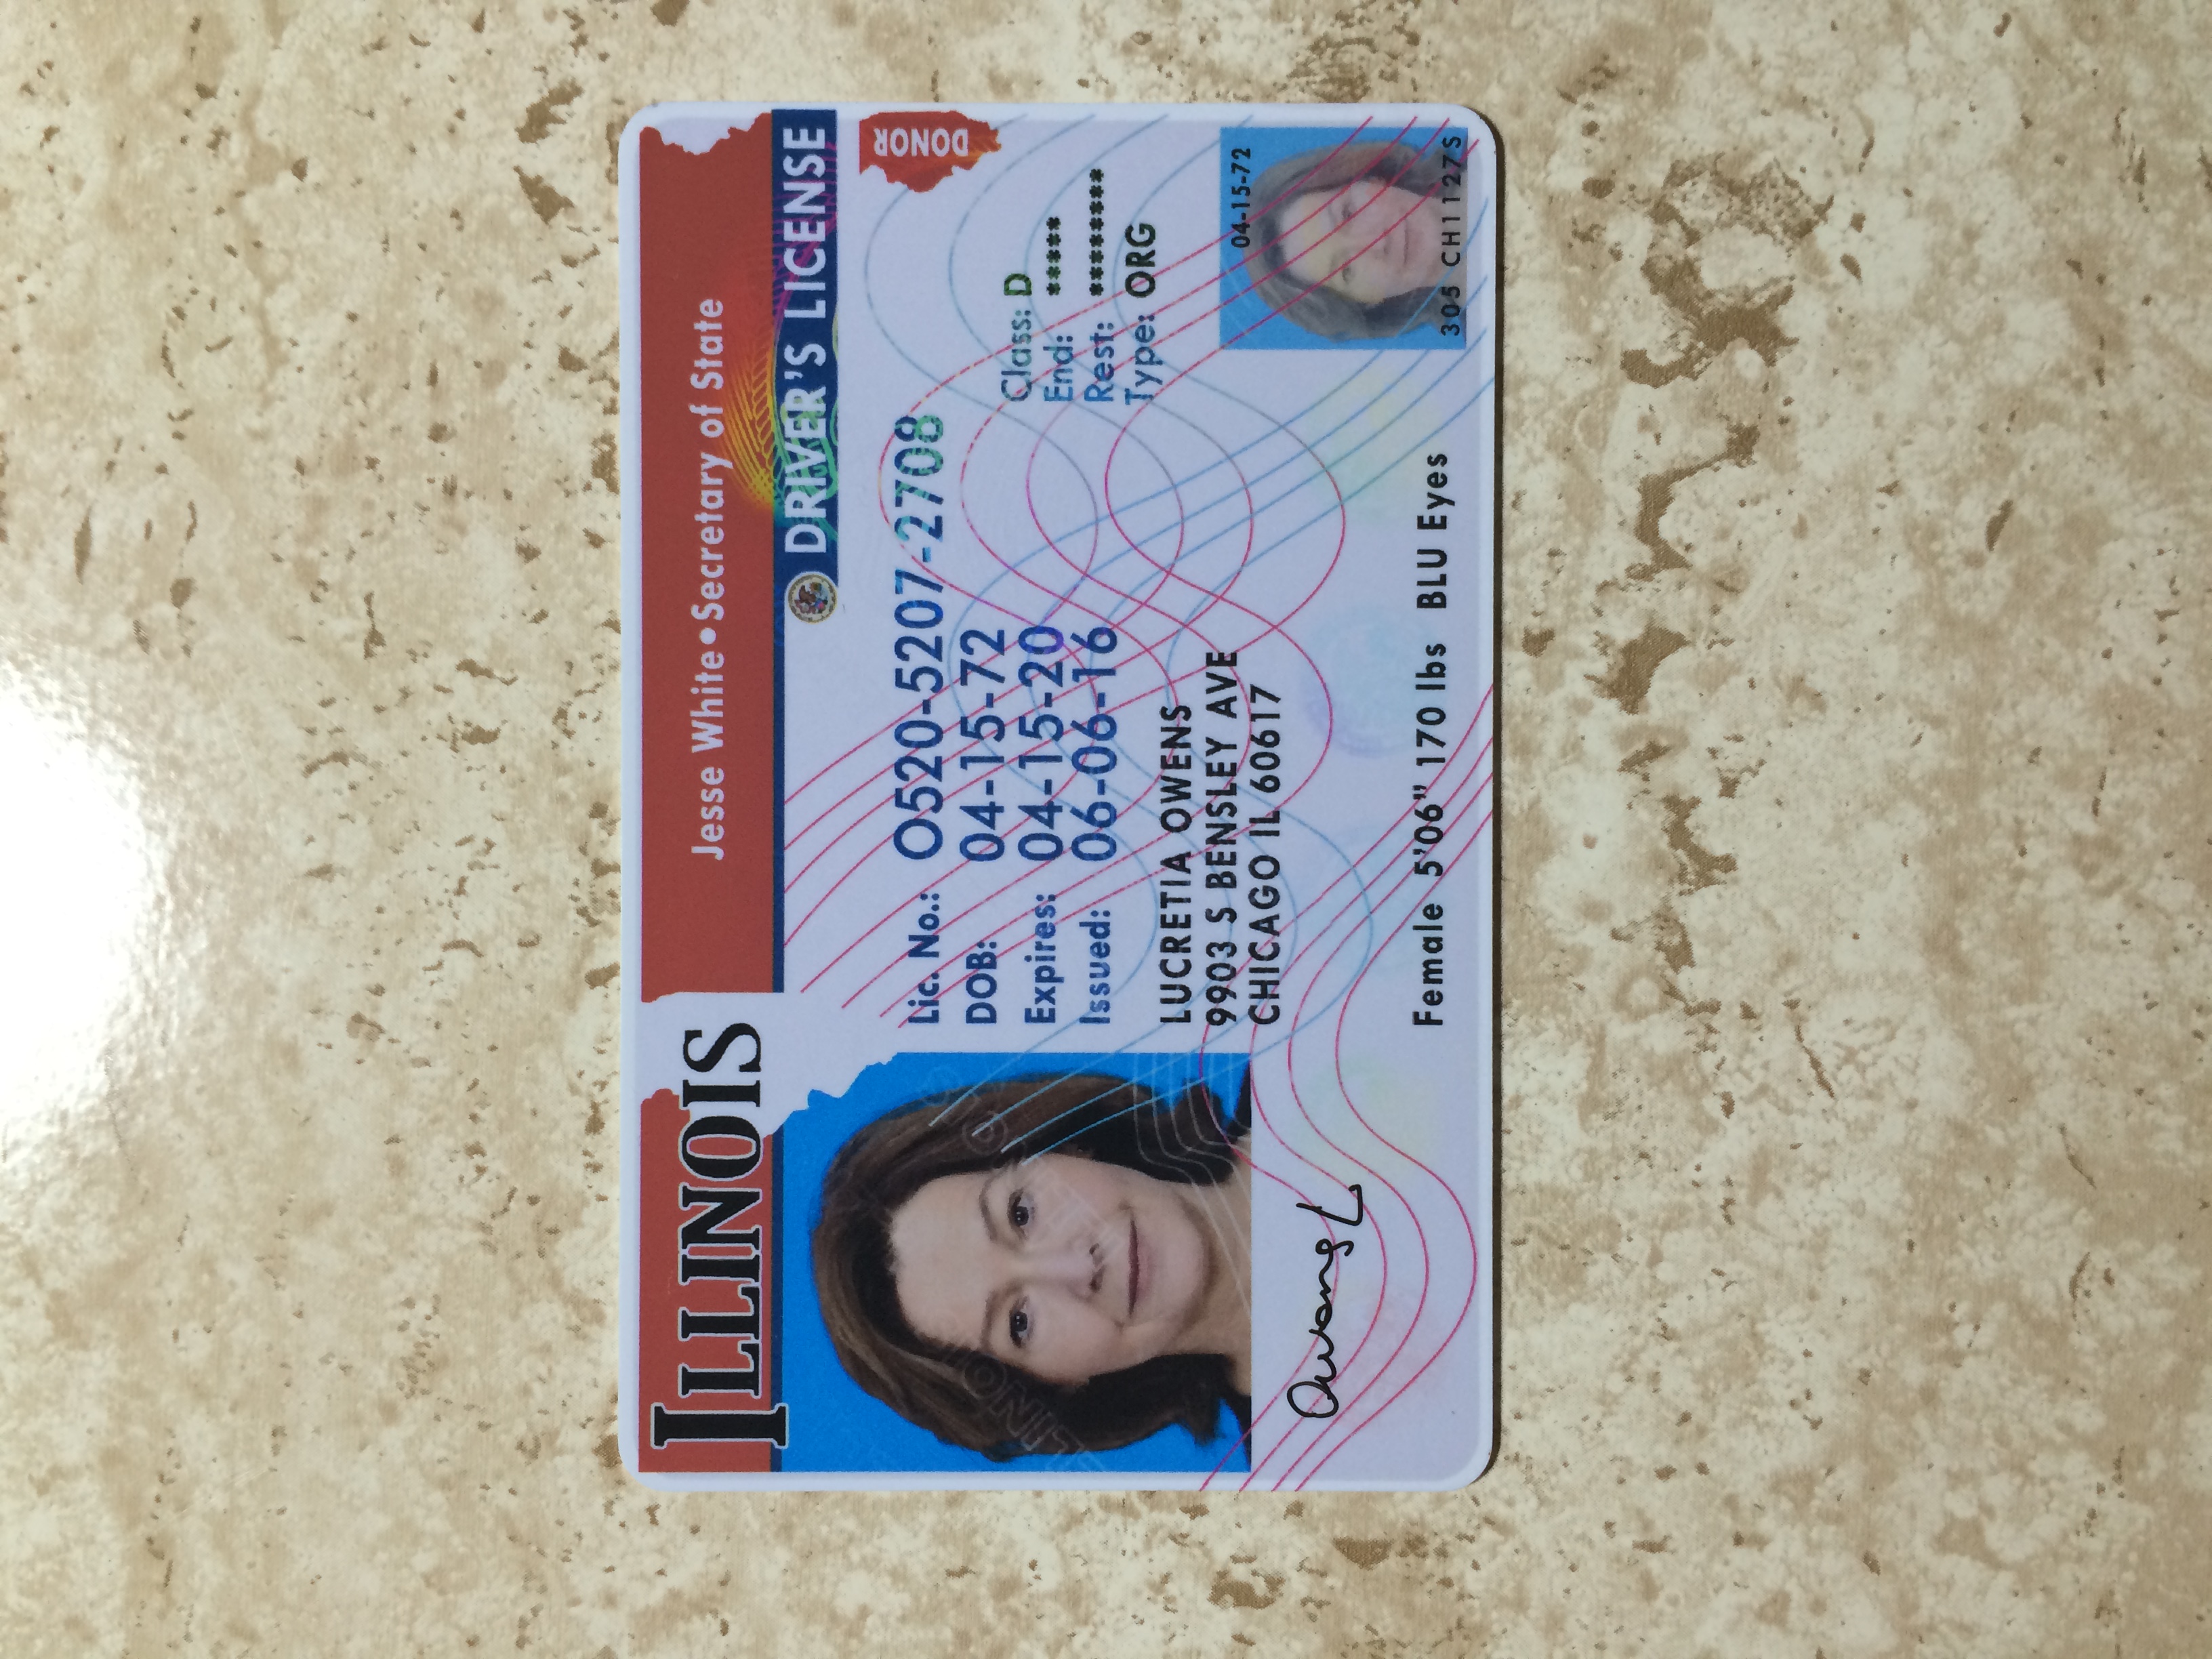 ILLINOIS
Jesse White•Secretary of State
DRIVER'S LICENSE
DONOR
Lic. No.: O520-5207-2708
DOB: 04-15-72
Expires: 04-15-20
Issued: 06-06-16
Class: D
End: *****
Rest: ********
Type: ORG
LUCRETIA OWENS
9903 S BENSLEY AVE
CHICAGO IL 60617
Female 5'06" 170 lbs BLU Eyes
04-15-72
305 CH1127S